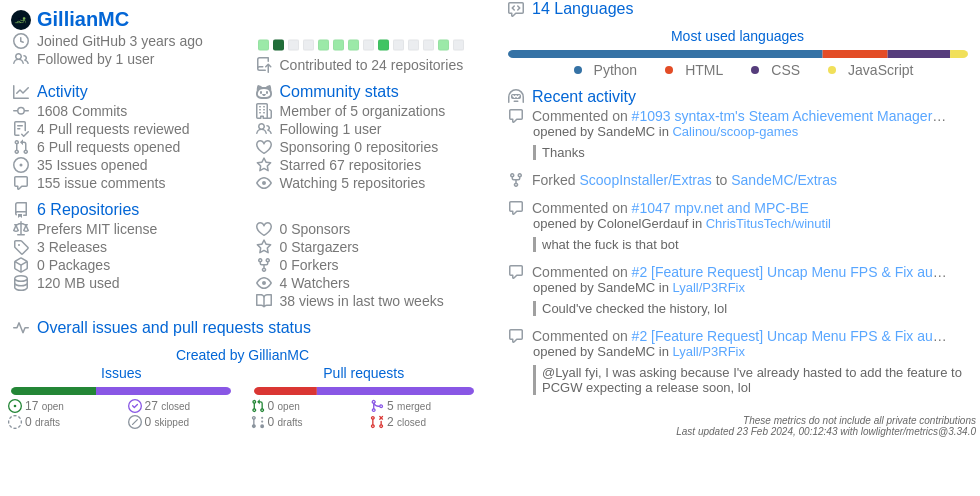 GillianMC
Joined GitHub 3 years ago
Followed by 1 user
Contributed to 24 repositories
Activity
1608 Commits
4 Pull requests reviewed
6 Pull requests opened
35 Issues opened
155 issue comments
Community stats
Member of 5 organizations
Following 1 user
Sponsoring 0 repositories
Starred 67 repositories
Watching 5 repositories
6 Repositories
Prefers MIT license
3 Releases
0 Packages
120 MB used
0 Sponsors
0 Stargazers
0 Forkers
4 Watchers
38 views in last two weeks
Overall issues and pull requests status
Created by GillianMC
Issues
17 open
27 closed
0 drafts
0 skipped
Pull requests
0 open
5 merged
0 drafts
2 closed
14 Languages
Most used languages
Python HTML CSS JavaScript
Recent activity
Commented on #1093 syntax-tm's Steam Achievement Manager…
opened by SandeMC in Calinou/scoop-games
Thanks
Forked ScoopInstaller/Extras to SandeMC/Extras
Commented on #1047 mpv.net and MPC-BE
opened by ColonelGerdauf in ChrisTitusTech/winutil
what the fuck is that bot
Commented on #2 [Feature Request] Uncap Menu FPS & Fix au…
opened by SandeMC in Lyall/P3RFix
Could've checked the history, lol
Commented on #2 [Feature Request] Uncap Menu FPS & Fix au…
opened by SandeMC in Lyall/P3RFix
@Lyall fyi, I was asking because I've already hasted to add the feature to
PCGW expecting a release soon, lol
These metrics do not include all private contributions
Last updated 23 Feb 2024, 00:12:43 with lowlighter/metrics@3.34.0